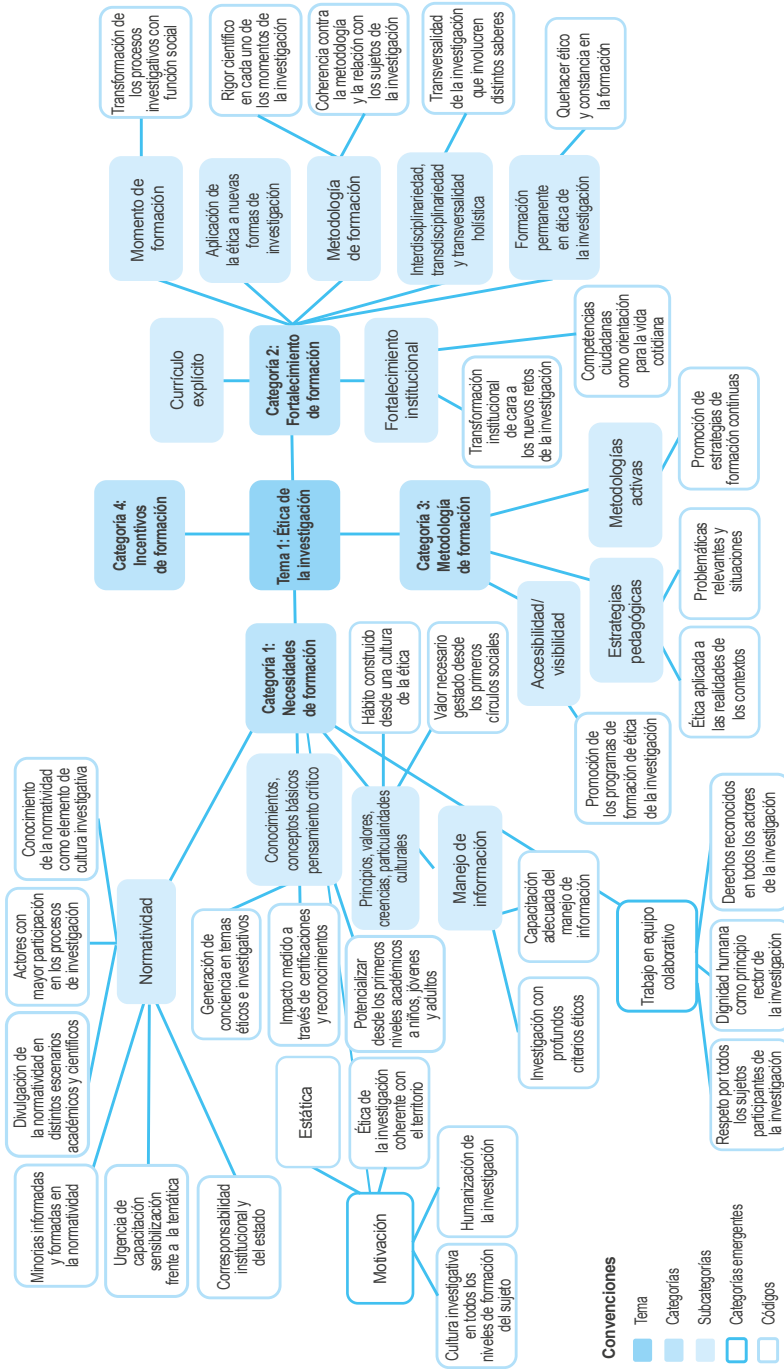 Minorías informadas
y formadas en
la normatividad
Divulgación de
la normatividad en
distintos escenarios
académicos y científicos
Actores con
mayor participación
en los procesos
de investigación
Conocimiento
de la normatividad
como elemento de
cultura investigativa
Urgencia de
capacitación
sensibilización
frente a la temática
Corresponsabilidad
institucional y
del estado
Normatividad
Categoría 4:
Incentivos
de formación
Tema 1: Ética de
la investigación
Categoría 1:
Necesidades
de formación
Currículo
explícito
Categoría 2:
Fortalecimiento
de formación
Fortalecimiento
institucional
Transformación
institucional
de cara a
los nuevos retos
de la investigación
Competencias
ciudadanas
como orientación
para la vida
cotidiana
Momento de
formación
Transformación de
los procesos
investigativos con
función social
Aplicación de
la ética a nuevas
formas de
investigación
Metodología
de formación
Rigor científico
en cada uno de
los momentos de
la investigación
Coherencia contra
la metodología
y la relación con
los sujetos de
la investigación
Interdisciplinariedad,
transdisciplinariedad
y transversalidad
holística
Transversalidad
de la investigación
que involucren
distintos saberes
Formación
permanente
en ética de
la investigación
Quehacer ético
y constancia en
la formación
Categoría 3:
Metodología
de formación
Accesibilidad/
visibilidad
Promoción de
los programas de
formación de ética
de la investigación
Estrategias
pedagógicas
Ética aplicada a
las realidades de
los contextos
Problemáticas
relevantes y
situaciones
Metodologías
activas
Promoción de
estrategias de
formación continuas
Conocimientos,
conceptos básicos
pensamiento crítico
Generación de
conciencia en temas
éticos e investigativos
Impacto medido a
través de certificaciones
y reconocimientos
Potencializar
desde los primeros
niveles académicos
a niños, jóvenes
y adultos
Principios, valores,
creencias, particularidades
culturales
Hábito construido
desde una cultura
de la ética
Valor necesario
gestado desde
los primeros
círculos sociales
Manejo de
información
Investigación con
profundos
criterios éticos
Capacitación
adecuada del
manejo de
información
Estática
Ética de
la investigación
coherente con
el territorio
Motivación
Cultura investigativa
en todos los
niveles de formación
del sujeto
Humanización de
la investigación
Trabajo en equipo
colaborativo
Respeto por todos
los sujetos
participantes de
la investigación
Dignidad humana
como principio
rector de
la investigación
Derechos reconocidos
en todos los actores
de la investigación
Convenciones
Tema
Categorías
Subcategorías
Categorías emergentes
Códigos